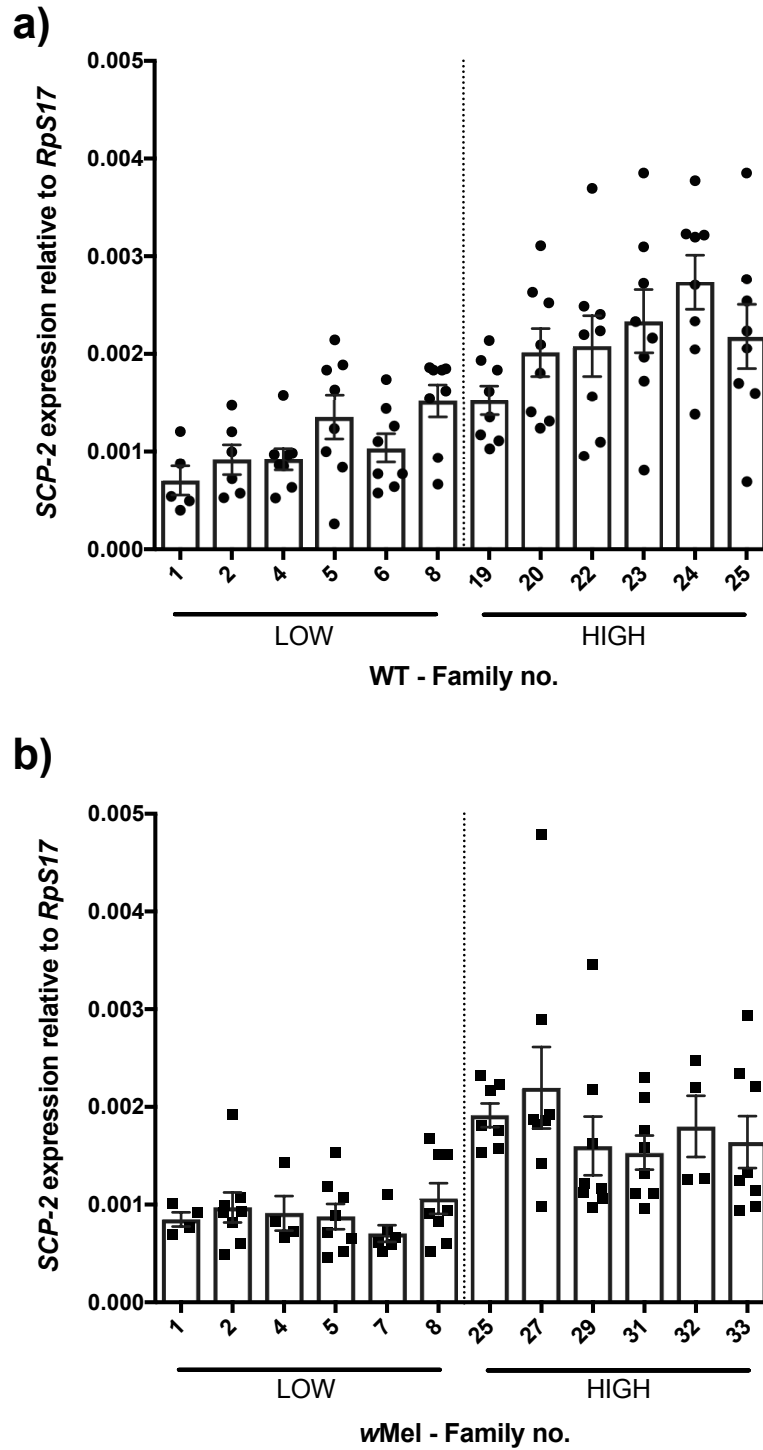 a)
SCP-2 expression relative to RpS17
0.005
0.004
0.003
0.002
0.001
0.000
1 2 4 5 6 8 19 20 22 23 24 25
LOW HIGH
WT - Family no.
b)
SCP-2 expression relative to RpS17
0.005
0.004
0.003
0.002
0.001
0.000
1 2 4 5 7 8 25 27 29 31 32 33
LOW HIGH
wMel - Family no.